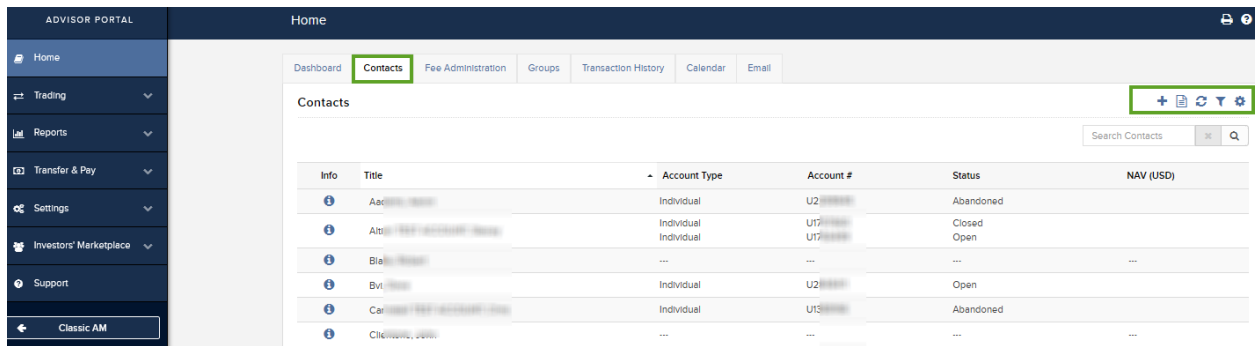 ADVISOR PORTAL
Home
Home
Trading
Reports
Transfer & Pay
Settings
Investors' Marketplace
Support
Classic AM
Dashboard Contacts Fee Administration Groups Transaction History Calendar Email
Contacts
Search Contacts
Info Title Account Type Account # Status NAV (USD)
Individual Abandoned
Individual Closed
Individual Open
--- --- --- ---
Individual Open
Individual Abandoned
--- --- --- ---